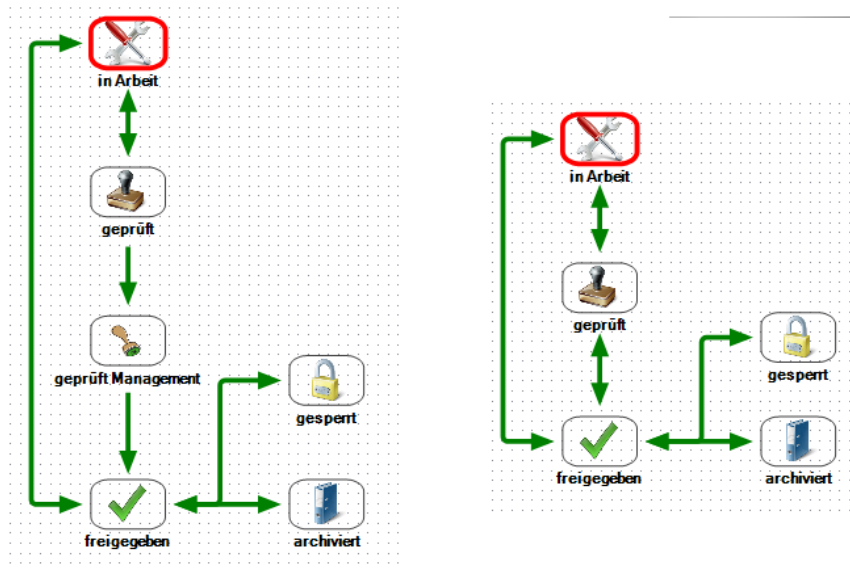 in Arbeit
geprüft
geprüft Management
gesperrt
freigegeben
archiviert
in Arbeit
geprüft
gesperrt
freigegeben
archiviert